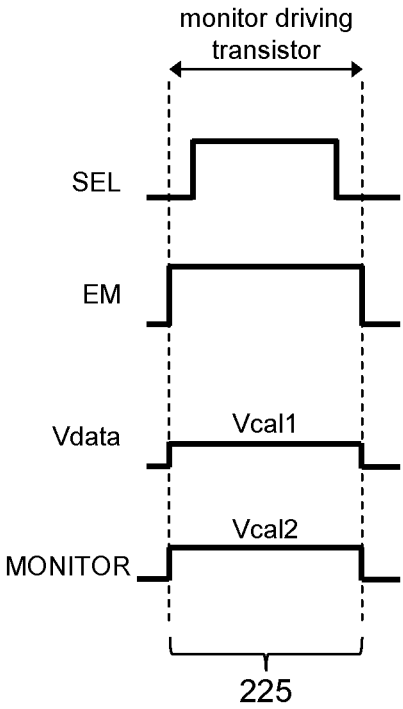 monitor driving
transistor
SEL
EM
Vcal1
Vdata
Vcal2
MONITOR
225